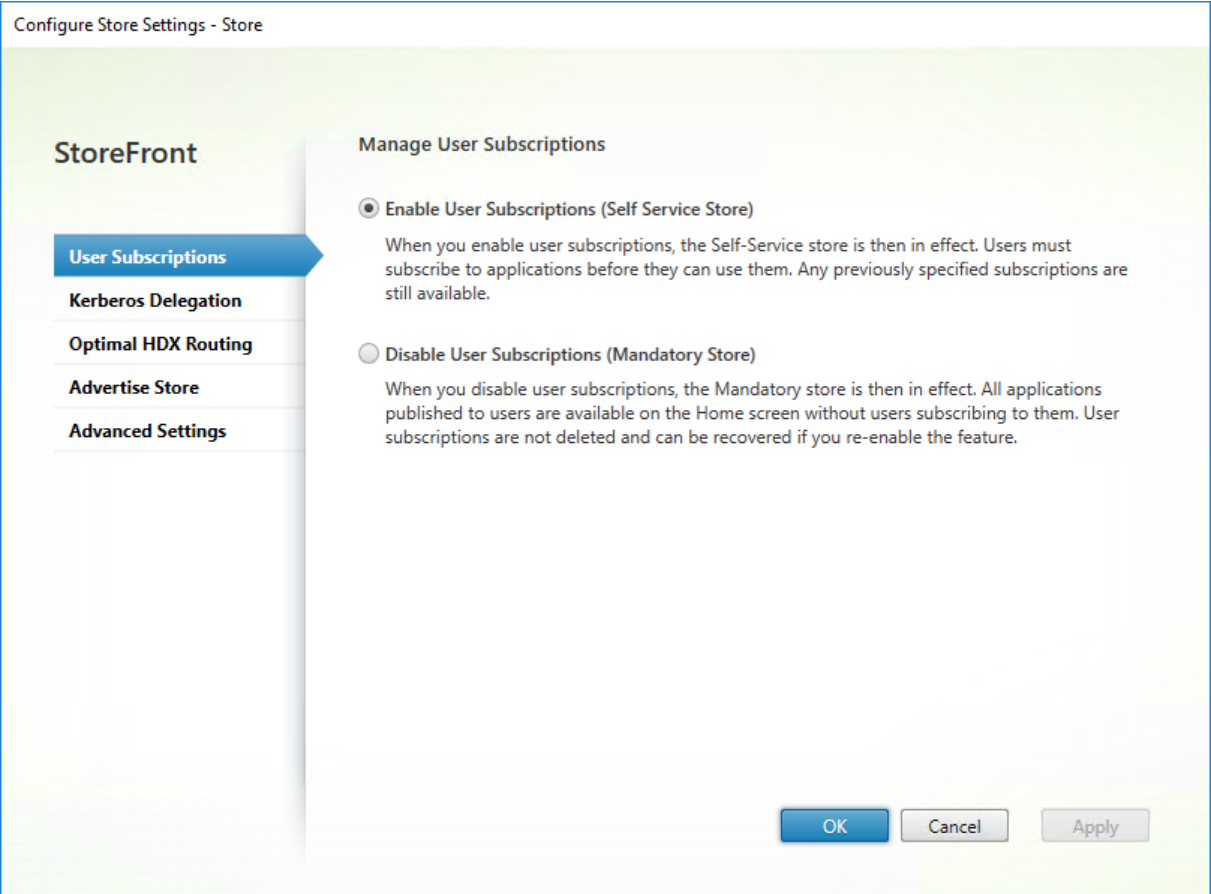 Configure Store Settings - Store
StoreFront
User Subscriptions
Kerberos Delegation
Optimal HDX Routing
Advertise Store
Advanced Settings
Manage User Subscriptions
Enable User Subscriptions (Self Service Store)
When you enable user subscriptions, the Self-Service store is then in effect. Users must
subscribe to applications before they can use them. Any previously specified subscriptions are
still available.
Disable User Subscriptions (Mandatory Store)
When you disable user subscriptions, the Mandatory store is then in effect. All applications
published to users are available on the Home screen without users subscribing to them. User
subscriptions are not deleted and can be recovered if you re-enable the feature.
OK
Cancel
Apply